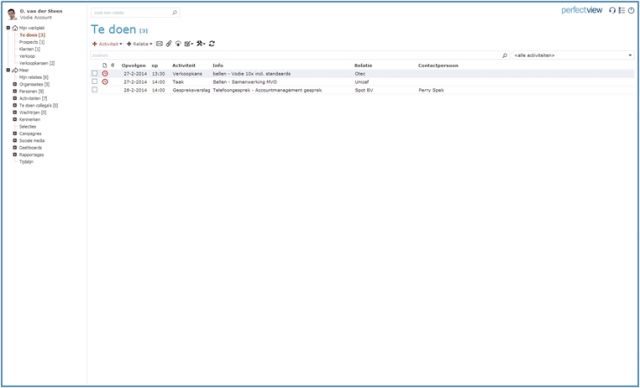 O. van der Steen
Vodie Account
Zoek een relatie
perfectview
Mijn werkplek
Te doen [3]
Prospects [1]
Klanten [1]
Verkoop
Verkoopkansen [2]
Meer
Mijn relaties [6]
Organisaties [5]
Personen [9]
Activiteiten [7]
Te doen collega's [0]
Wachtrijen [0]
Kenmerken
Selecties
Campagnes
Sociale media
Dashboards
Rapportages
Tijdlijn
Te doen [3]
Activiteit
Relatie
Zoeken...
<alle activiteiten>
Opvolgen op Activiteit Info Relatie Contactpersoon
27-2-2014 13:30 Verkoopkans bellen - Vodie 10x incl. standaards Otec
27-2-2014 14:00 Taak Bellen - Samenwerking MVO Unicef
28-2-2014 14:00 Gespreksverslag Telefoongesprek - Accountmanagement gesprek Spot BV Perry Spek